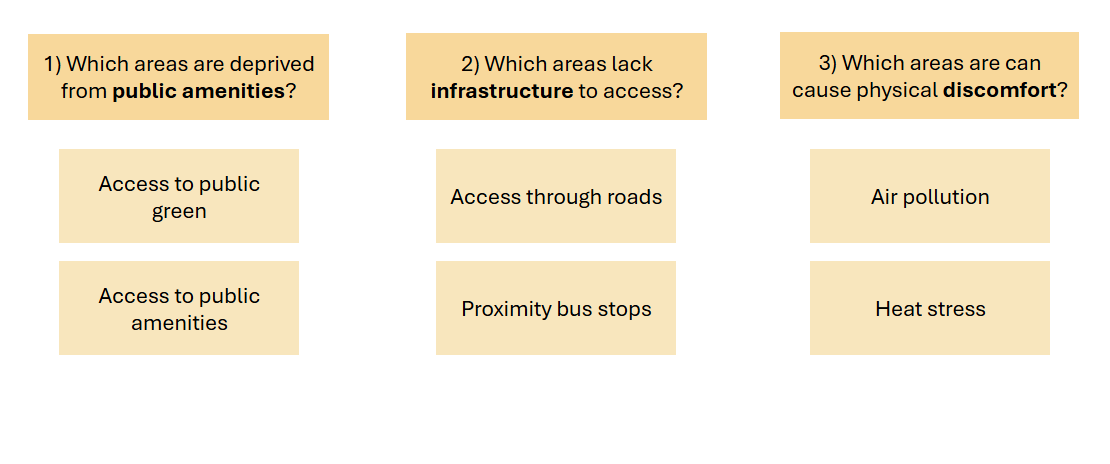 1) Which areas are deprived
from public amenities?
2) Which areas lack
infrastructure to access?
3) Which areas are can
cause physical discomfort?
Access to public
green
Access through roads
Air pollution
Access to public
amenities
Proximity bus stops
Heat stress